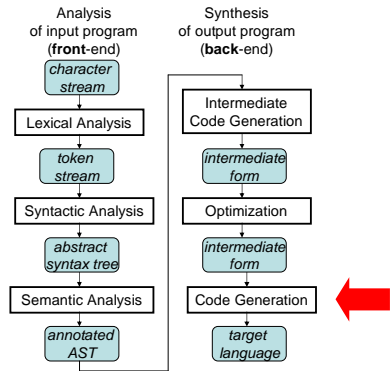 Analysis
of input program
(front-end)
character
stream
Lexical Analysis
token
stream
Syntactic Analysis
abstract
syntax tree
Semantic Analysis
annotated
AST
Synthesis
of output program
(back-end)
Intermediate
Code Generation
intermediate
form
Optimization
intermediate
form
Code Generation
target
language